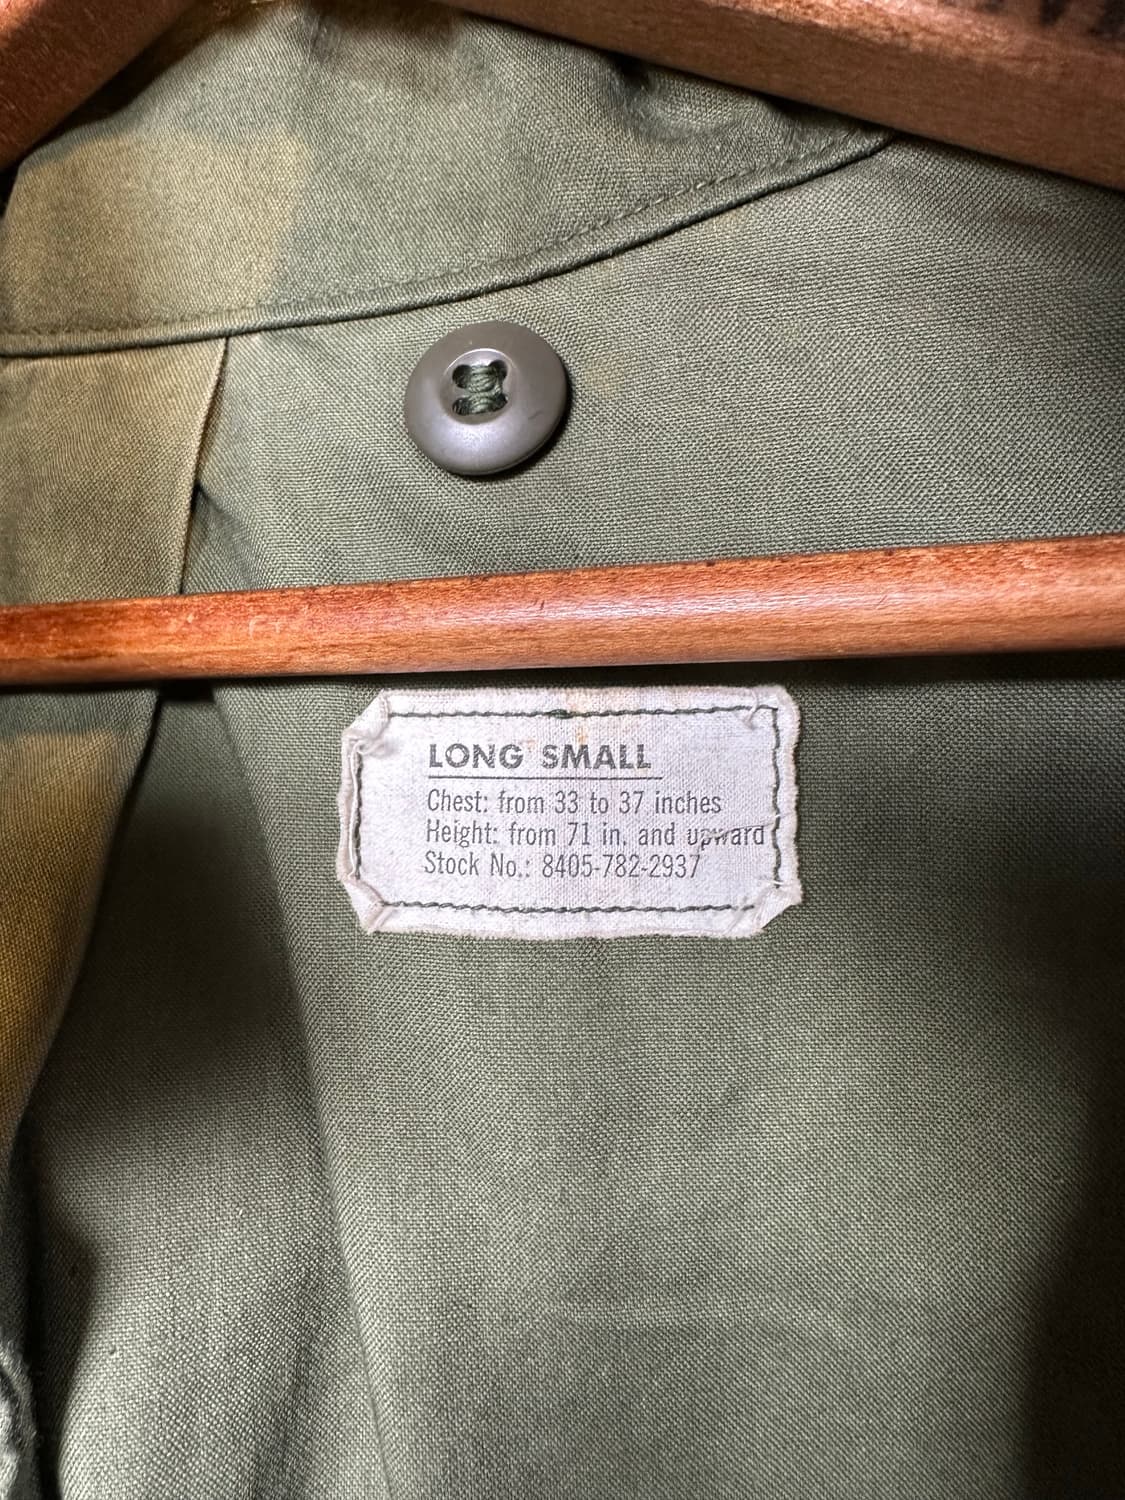 LONG SMALL
Chest: from 33 to 37 inches
Height: from 71 in. and upward
Stock No.: 8405-782-2937